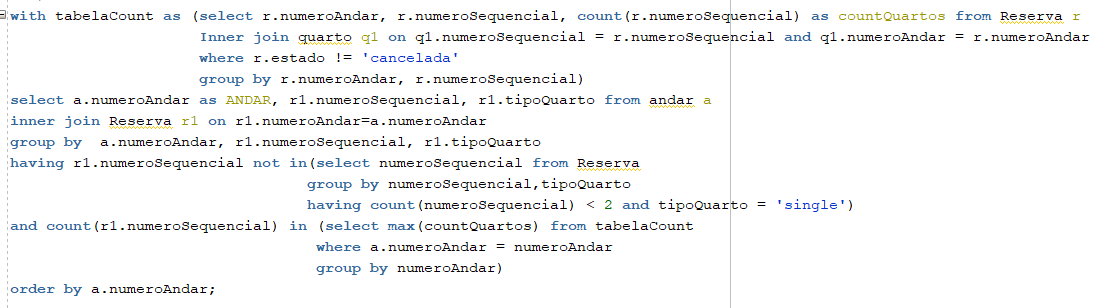 with tabelaCount as (select r.numeroAndar, r.numeroSequencial, count(r.numeroSequencial) as countQuartos from Reserva r
Inner join quarto q1 on q1.numeroSequencial = r.numeroSequencial and q1.numeroAndar = r.numeroAndar
where r.estado != 'cancelada'
group by r.numeroAndar, r.numeroSequencial)
select a.numeroAndar as ANDAR, r1.numeroSequencial, r1.tipoQuarto from andar a
inner join Reserva r1 on r1.numeroAndar=a.numeroAndar
group by  a.numeroAndar, r1.numeroSequencial, r1.tipoQuarto
having r1.numeroSequencial not in(select numeroSequencial from Reserva
group by numeroSequencial,tipoQuarto
having count(numeroSequencial) < 2 and tipoQuarto = 'single')
and count(r1.numeroSequencial) in (select max(countQuartos) from tabelaCount
where a.numeroAndar = numeroAndar
group by numeroAndar)
order by a.numeroAndar;